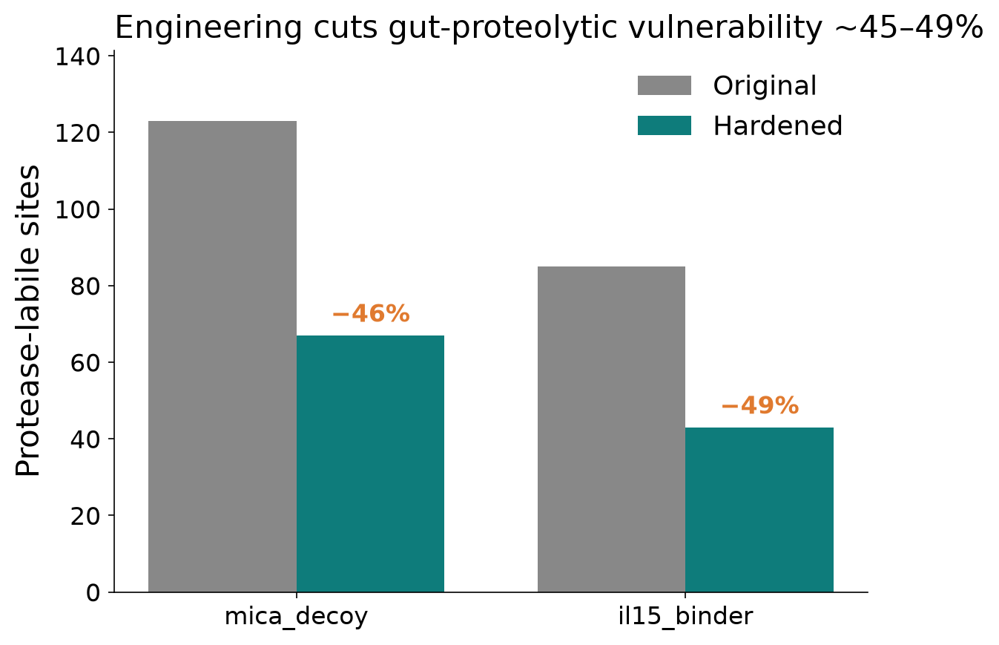 Engineering cuts gut-proteolytic vulnerability ~45–49%
Original
Hardened
Protease-labile sites
140
120
100
80
60
40
20
0
−46%
−49%
mica_decoy
il15_binder